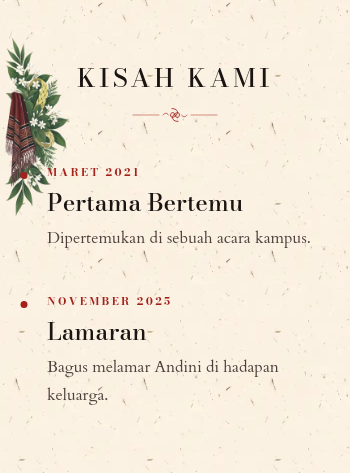 KISAH KAMI
MARET 2021
Pertama Bertemu
Dipertemukan di sebuah acara kampus.
NOVEMBER 2025
Lamaran
Bagus melamar Andini di hadapan
keluarga.